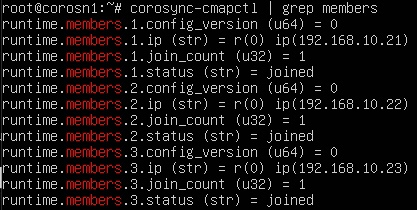 root@corosn1:~# corosync-cmapctl | grep members
runtime.members.1.config_version (u64) = 0
runtime.members.1.ip (str) = r(0) ip(192.168.10.21)
runtime.members.1.join_count (u32) = 1
runtime.members.1.status (str) = joined
runtime.members.2.config_version (u64) = 0
runtime.members.2.ip (str) = r(0) ip(192.168.10.22)
runtime.members.2.join_count (u32) = 1
runtime.members.2.status (str) = joined
runtime.members.3.config_version (u64) = 0
runtime.members.3.ip (str) = r(0) ip(192.168.10.23)
runtime.members.3.join_count (u32) = 1
runtime.members.3.status (str) = joined